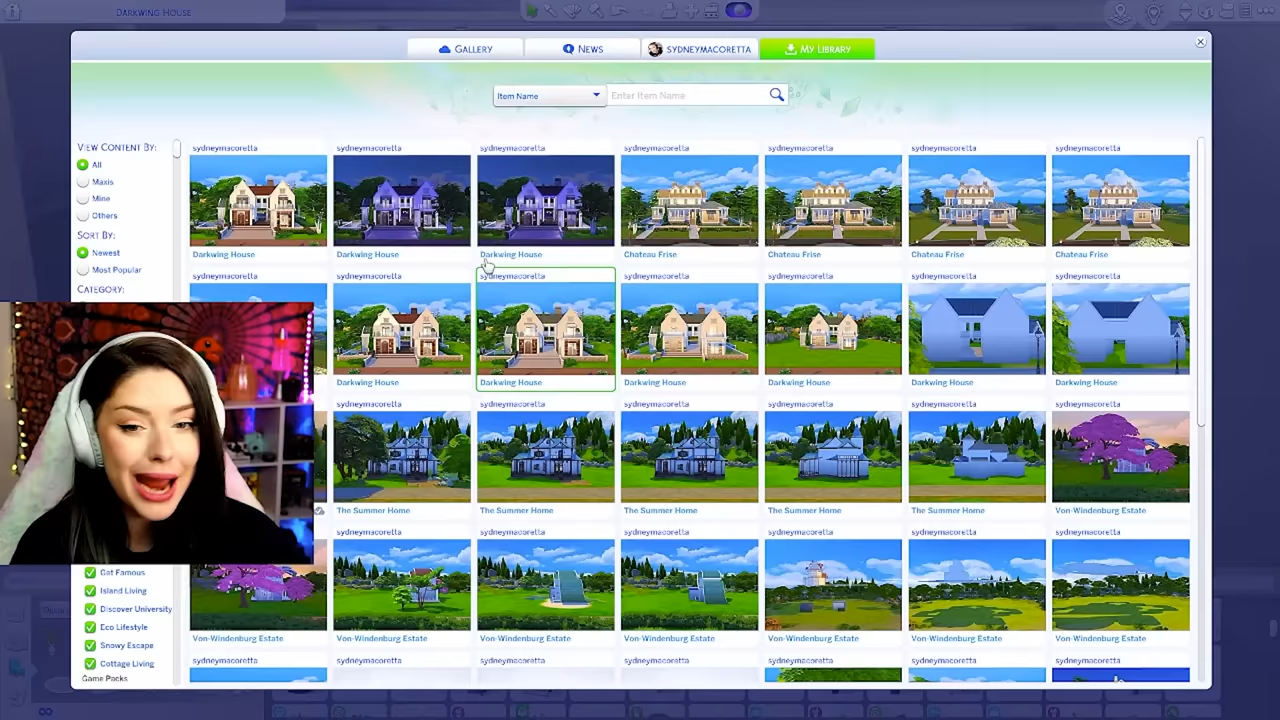 DARKWING HOUSE
GALLERY
NEWS
SYDNEYMACORETTA
MY LIBRARY
Item Name
Enter Item Name
VIEW CONTENT BY:
All
Maxis
Mine
Others
SORT BY:
Newest
Most Popular
CATEGORY:
sydneymacoretta sydneymacoretta sydneymacoretta sydneymacoretta sydneymacoretta sydneymacoretta sydneymacoretta
Darkwing House Darkwing House Darkwing House Chateau Frise Chateau Frise Chateau Frise Chateau Frise
sydneymacoretta sydneymacoretta sydneymacoretta sydneymacoretta sydneymacoretta sydneymacoretta sydneymacoretta
Darkwing House Darkwing House Darkwing House Darkwing House Darkwing House Darkwing House
sydneymacoretta sydneymacoretta sydneymacoretta sydneymacoretta sydneymacoretta sydneymacoretta
The Summer Home The Summer Home The Summer Home The Summer Home The Summer Home Von-Windenburg Estate
sydneymacoretta sydneymacoretta sydneymacoretta sydneymacoretta sydneymacoretta sydneymacoretta
Von-Windenburg Estate Von-Windenburg Estate Von-Windenburg Estate Von-Windenburg Estate Von-Windenburg Estate Von-Windenburg Estate Von-Windenburg Estate
sydneymacoretta sydneymacoretta sydneymacoretta sydneymacoretta sydneymacoretta sydneymacoretta sydneymacoretta
Get Famous
Island Living
Discover University
Eco Lifestyle
Snowy Escape
Cottage Living
Game Packs